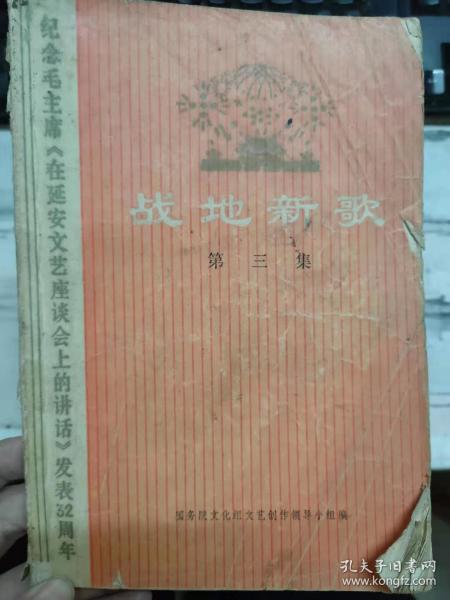 纪念毛主席《在延安文艺座谈会上的讲话》发表32周年
战地新歌
第三集
国务院文化组文艺创作领导小组编
孔夫子旧书网
www.kongfz.com